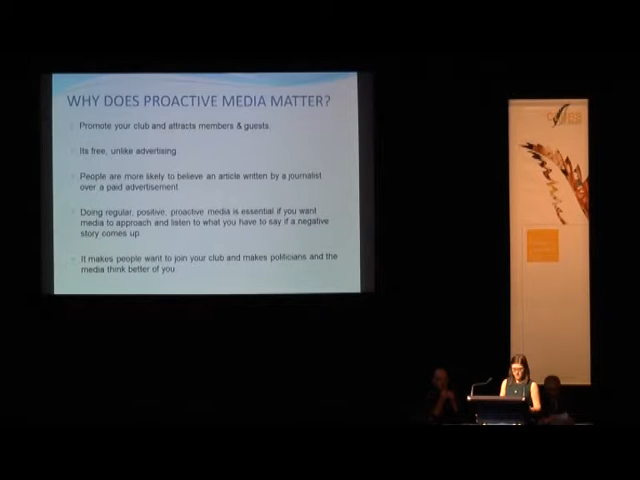 WHY DOES PROACTIVE MEDIA MATTER?
Promote your club and attracts members & guests.
Its free, unlike advertising
People are more likely to believe an article written by a journalist
over a paid advertisement
Doing regular, positive, proactive media is essential if you want
media to approach and listen to what you have to say if a negative
story comes up
It makes people want to join your club and makes politicians and the
media think better of you.